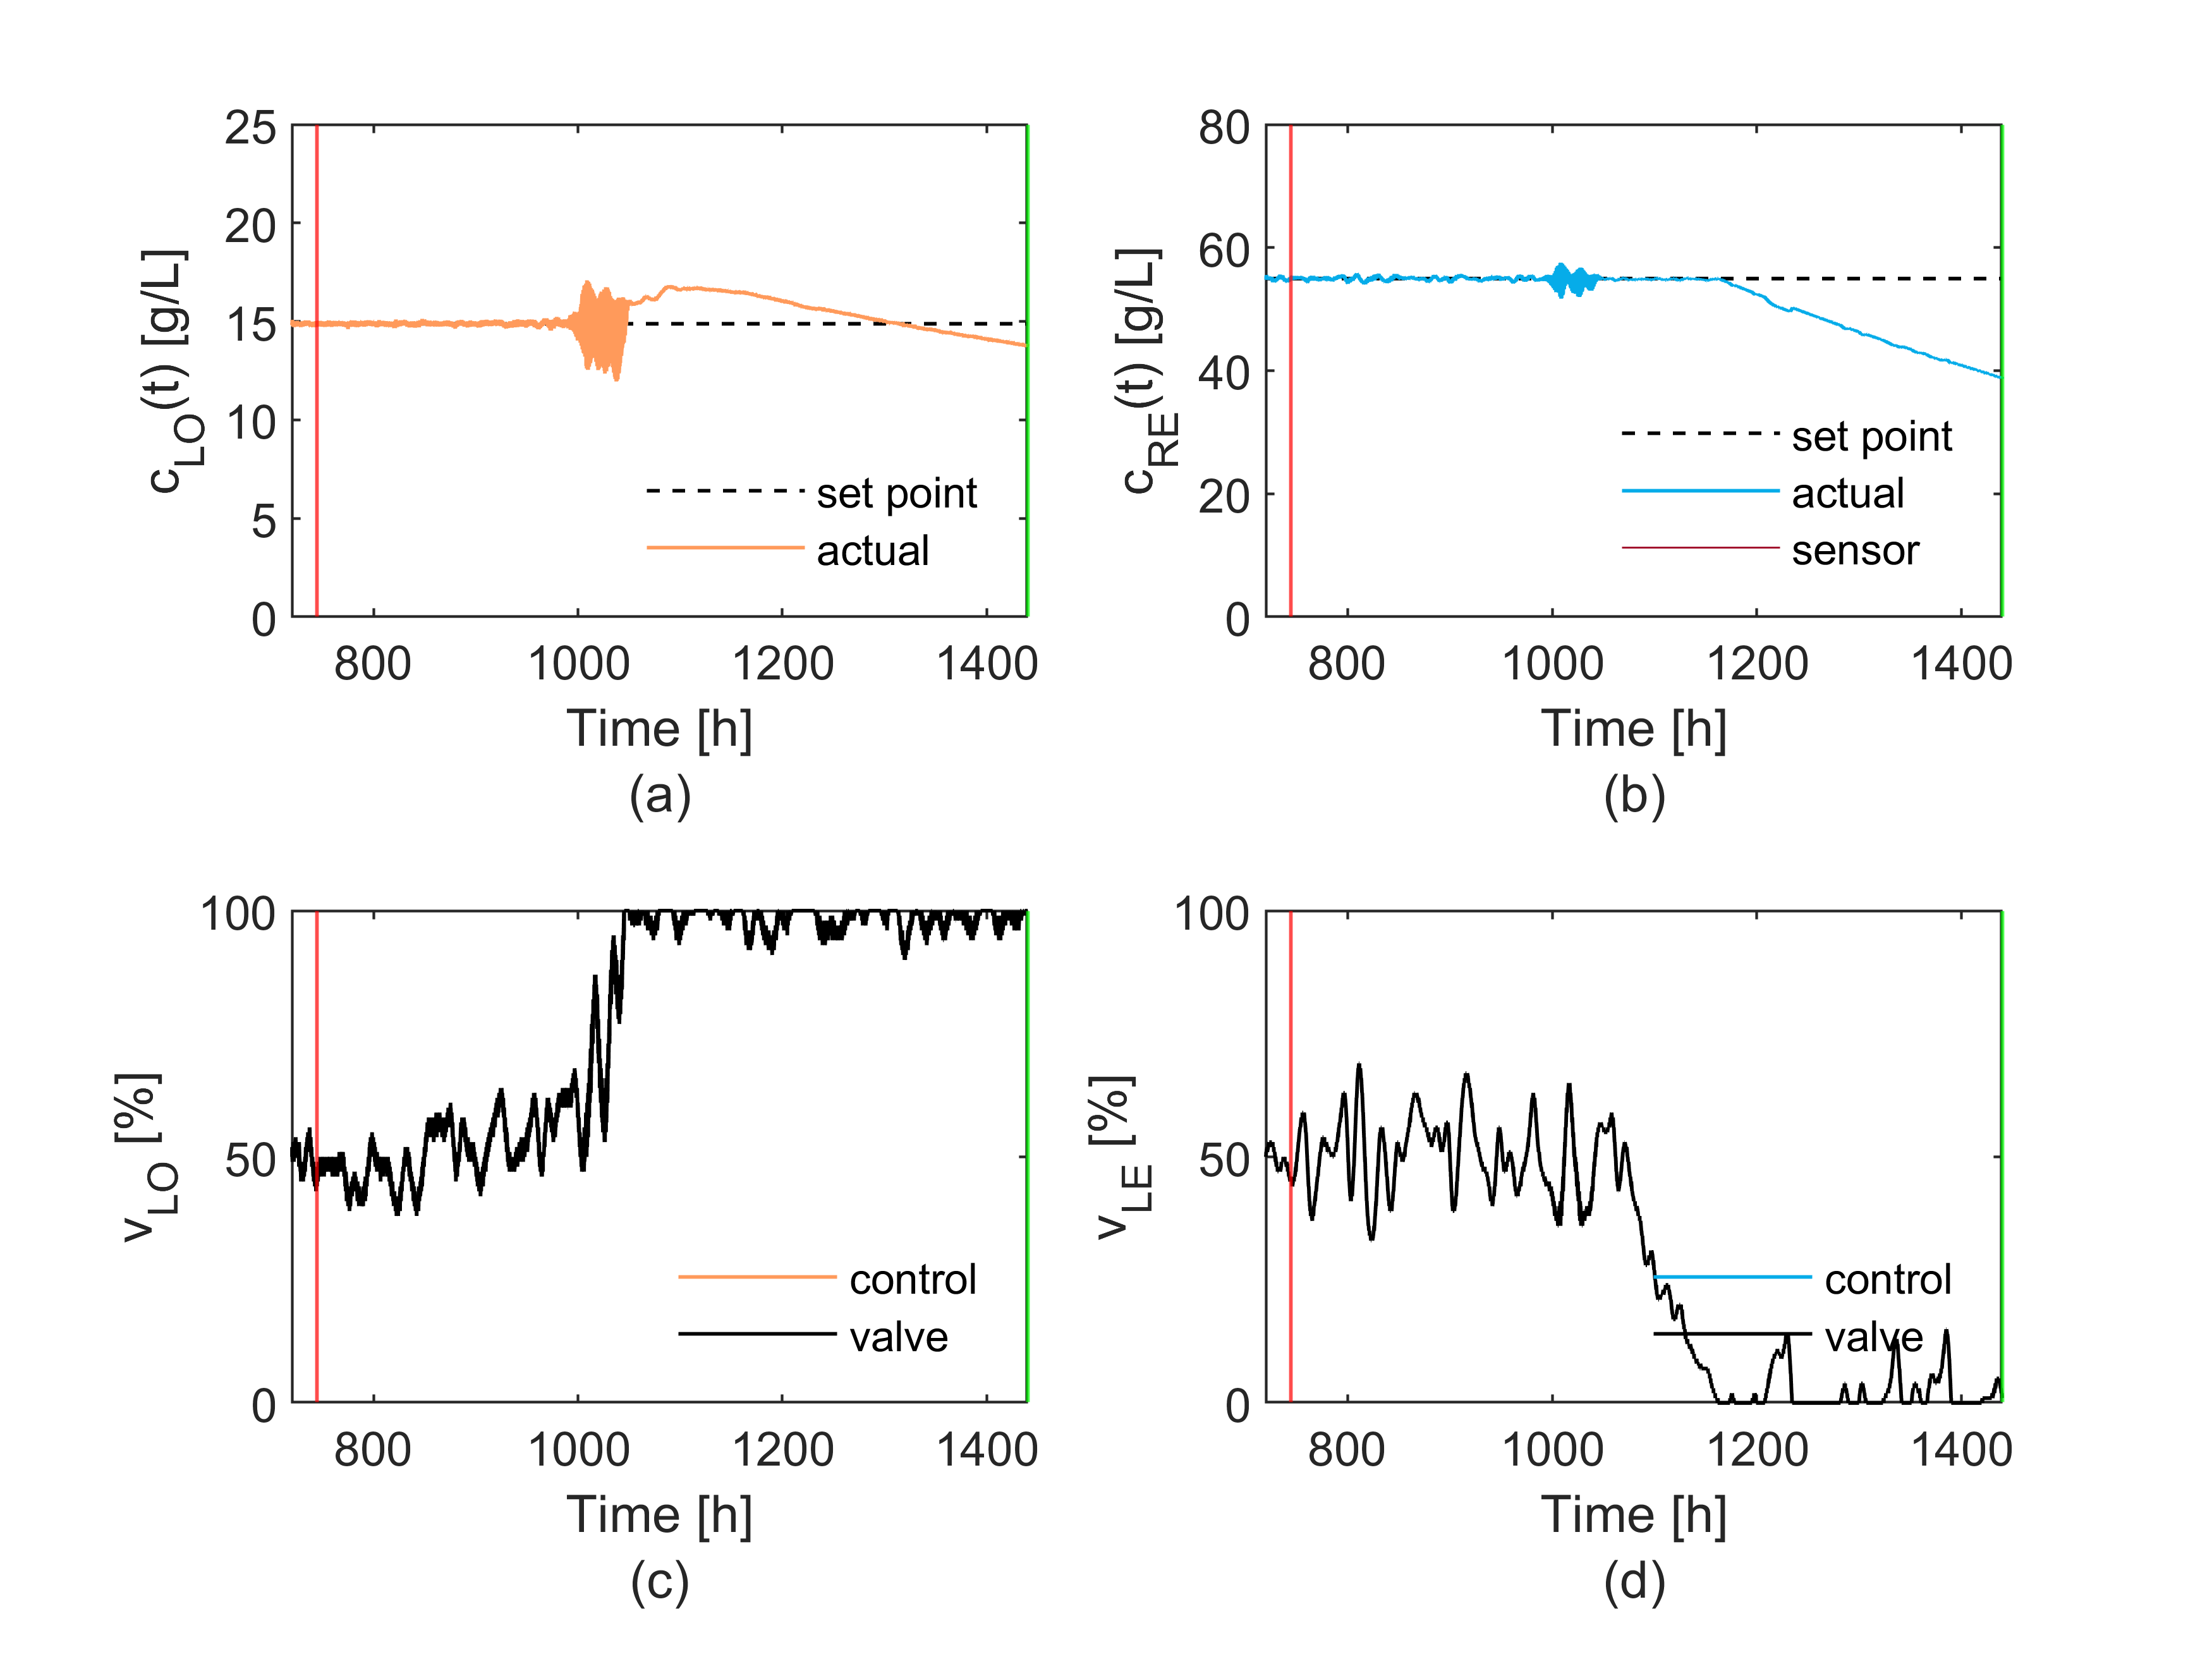 25
20
15
10
5
0
c_LO(t) [g/L]
set point
actual
800 1000 1200 1400
Time [h]
(a)
80
60
40
20
0
c_RE(t) [g/L]
set point
actual
sensor
800 1000 1200 1400
Time [h]
(b)
100
50
0
v_LO [%]
control
valve
800 1000 1200 1400
Time [h]
(c)
100
50
0
v_LE [%]
control
valve
800 1000 1200 1400
Time [h]
(d)